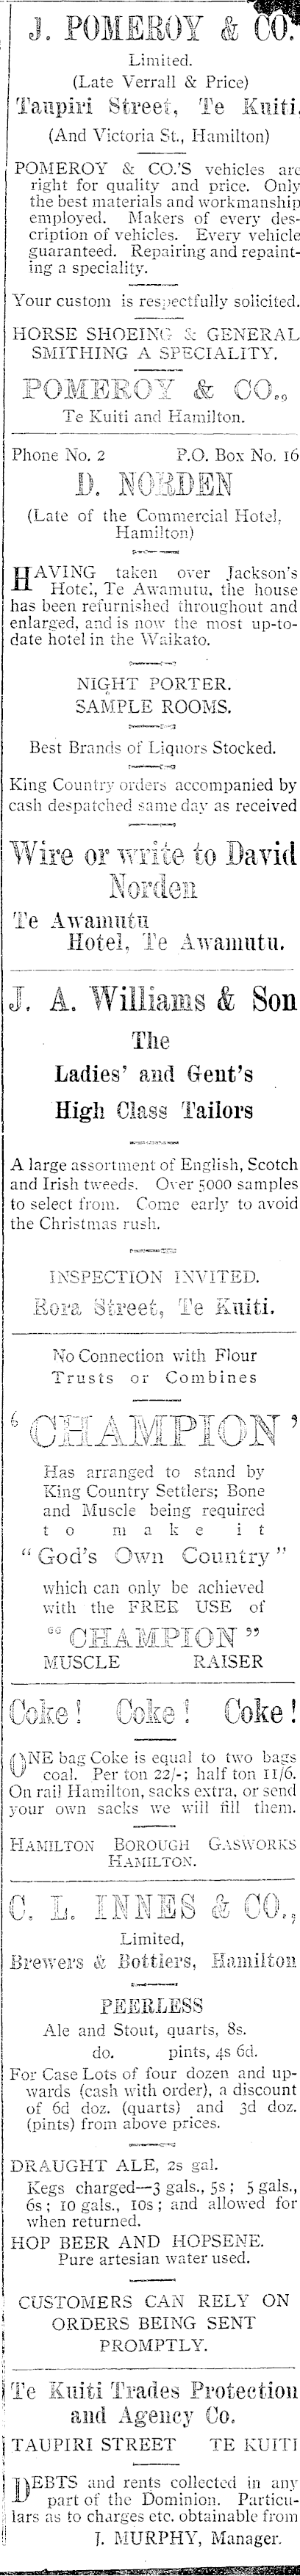 J. POMEROY & CO.
Limited.
(Late Verrall & Price)
Taupiri Street, Te Kuiti.
(And Victoria St., Hamilton)
POMEROY & CO.'S vehicles are
right for quality and price. Only
the best materials and workmanship
employed. Makers of every des-
cription of vehicles. Every vehicle
guaranteed. Repairing and repaint-
ing a speciality.
Your custom is respectfully solicited.
HORSE SHOEING & GENERAL
SMITHING A SPECIALITY.
POMEROY & CO.,
Te Kuiti and Hamilton.
Phone No. 2 P.O. Box No. 16
D. NORDEN
(Late of the Commercial Hotel,
Hamilton)
HAVING taken over Jackson's
Hotel, Te Awamutu, the house
has been refurnished throughout and
enlarged, and is now the most up-to-
date hotel in the Waikato.
NIGHT PORTER.
SAMPLE ROOMS.
Best Brands of Liquors Stocked.
King Country orders accompanied by
cash despatched same day as received
Wire or write to David
Norden
Te Awamutu
Hotel, Te Awamutu.
J. A. Williams & Son
The
Ladies' and Gent's
High Class Tailors
A large assortment of English, Scotch
and Irish tweeds. Over 5000 samples
to select from. Come early to avoid
the Christmas rush.
INSPECTION INVITED.
Rora Street, Te Kuiti.
No Connection with Flour
Trusts or Combines
'CHAMPION'
Has arranged to stand by
King Country Settlers; Bone
and Muscle being required
to make it
"God's Own Country"
which can only be achieved
with the FREE USE of
"CHAMPION"
MUSCLE RAISER
Coke! Coke! Coke!
ONE bag Coke is equal to two bags
coal. Per ton 22/-; half ton 11/6.
On rail Hamilton, sacks extra, or send
your own sacks we will fill them.
HAMILTON BOROUGH GASWORKS
HAMILTON.
C. L. INNES & CO.,
Limited,
Brewers & Bottlers, Hamilton
PEERLESS
Ale and Stout, quarts, 8s.
do. pints, 4s 6d.
For Case Lots of four dozen and up-
wards (cash with order), a discount
of 6d doz. (quarts) and 3d doz.
(pints) from above prices.
DRAUGHT ALE, 2s gal.
Kegs charged—3 gals., 5s; 5 gals.,
6s; 10 gals., 10s; and allowed for
when returned.
HOP BEER AND HOPSENE.
Pure artesian water used.
CUSTOMERS CAN RELY ON
ORDERS BEING SENT
PROMPTLY.
Te Kuiti Trades Protection
and Agency Co.
TAUPIRI STREET TE KUITI
DEBTS and rents collected in any
part of the Dominion. Particu-
lars as to charges etc. obtainable from
J. MURPHY, Manager.